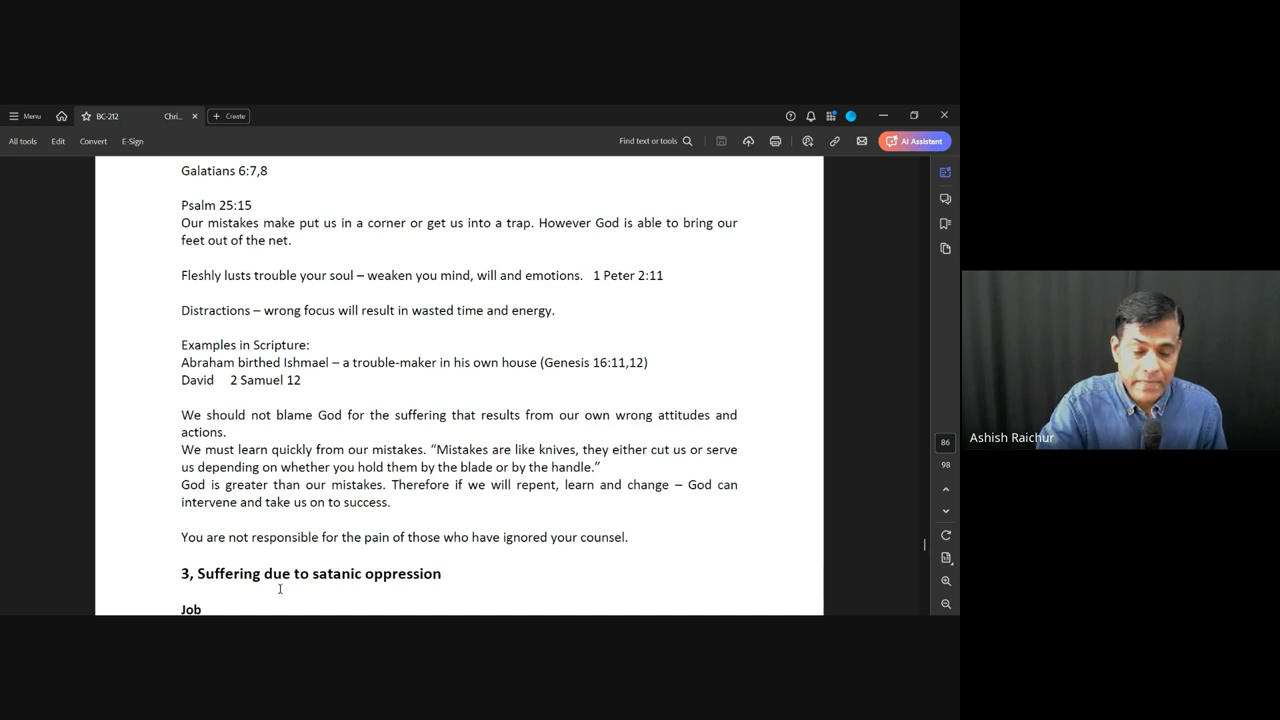 Menu
BC-212 Chri...
Create
All tools
Edit
Convert
E-Sign
Find text or tools
AI Assistant
Galatians 6:7,8
Psalm 25:15
Our mistakes make put us in a corner or get us into a trap. However God is able to bring our
feet out of the net.
Fleshly lusts trouble your soul – weaken you mind, will and emotions. 1 Peter 2:11
Distractions – wrong focus will result in wasted time and energy.
Examples in Scripture:
Abraham birthed Ishmael – a trouble-maker in his own house (Genesis 16:11,12)
David 2 Samuel 12
We should not blame God for the suffering that results from our own wrong attitudes and
actions.
We must learn quickly from our mistakes. “Mistakes are like knives, they either cut us or serve
us depending on whether you hold them by the blade or by the handle.”
God is greater than our mistakes. Therefore if we will repent, learn and change – God can
intervene and take us on to success.
You are not responsible for the pain of those who have ignored your counsel.
3, Suffering due to satanic oppression
Job
86
98
Ashish Raichur